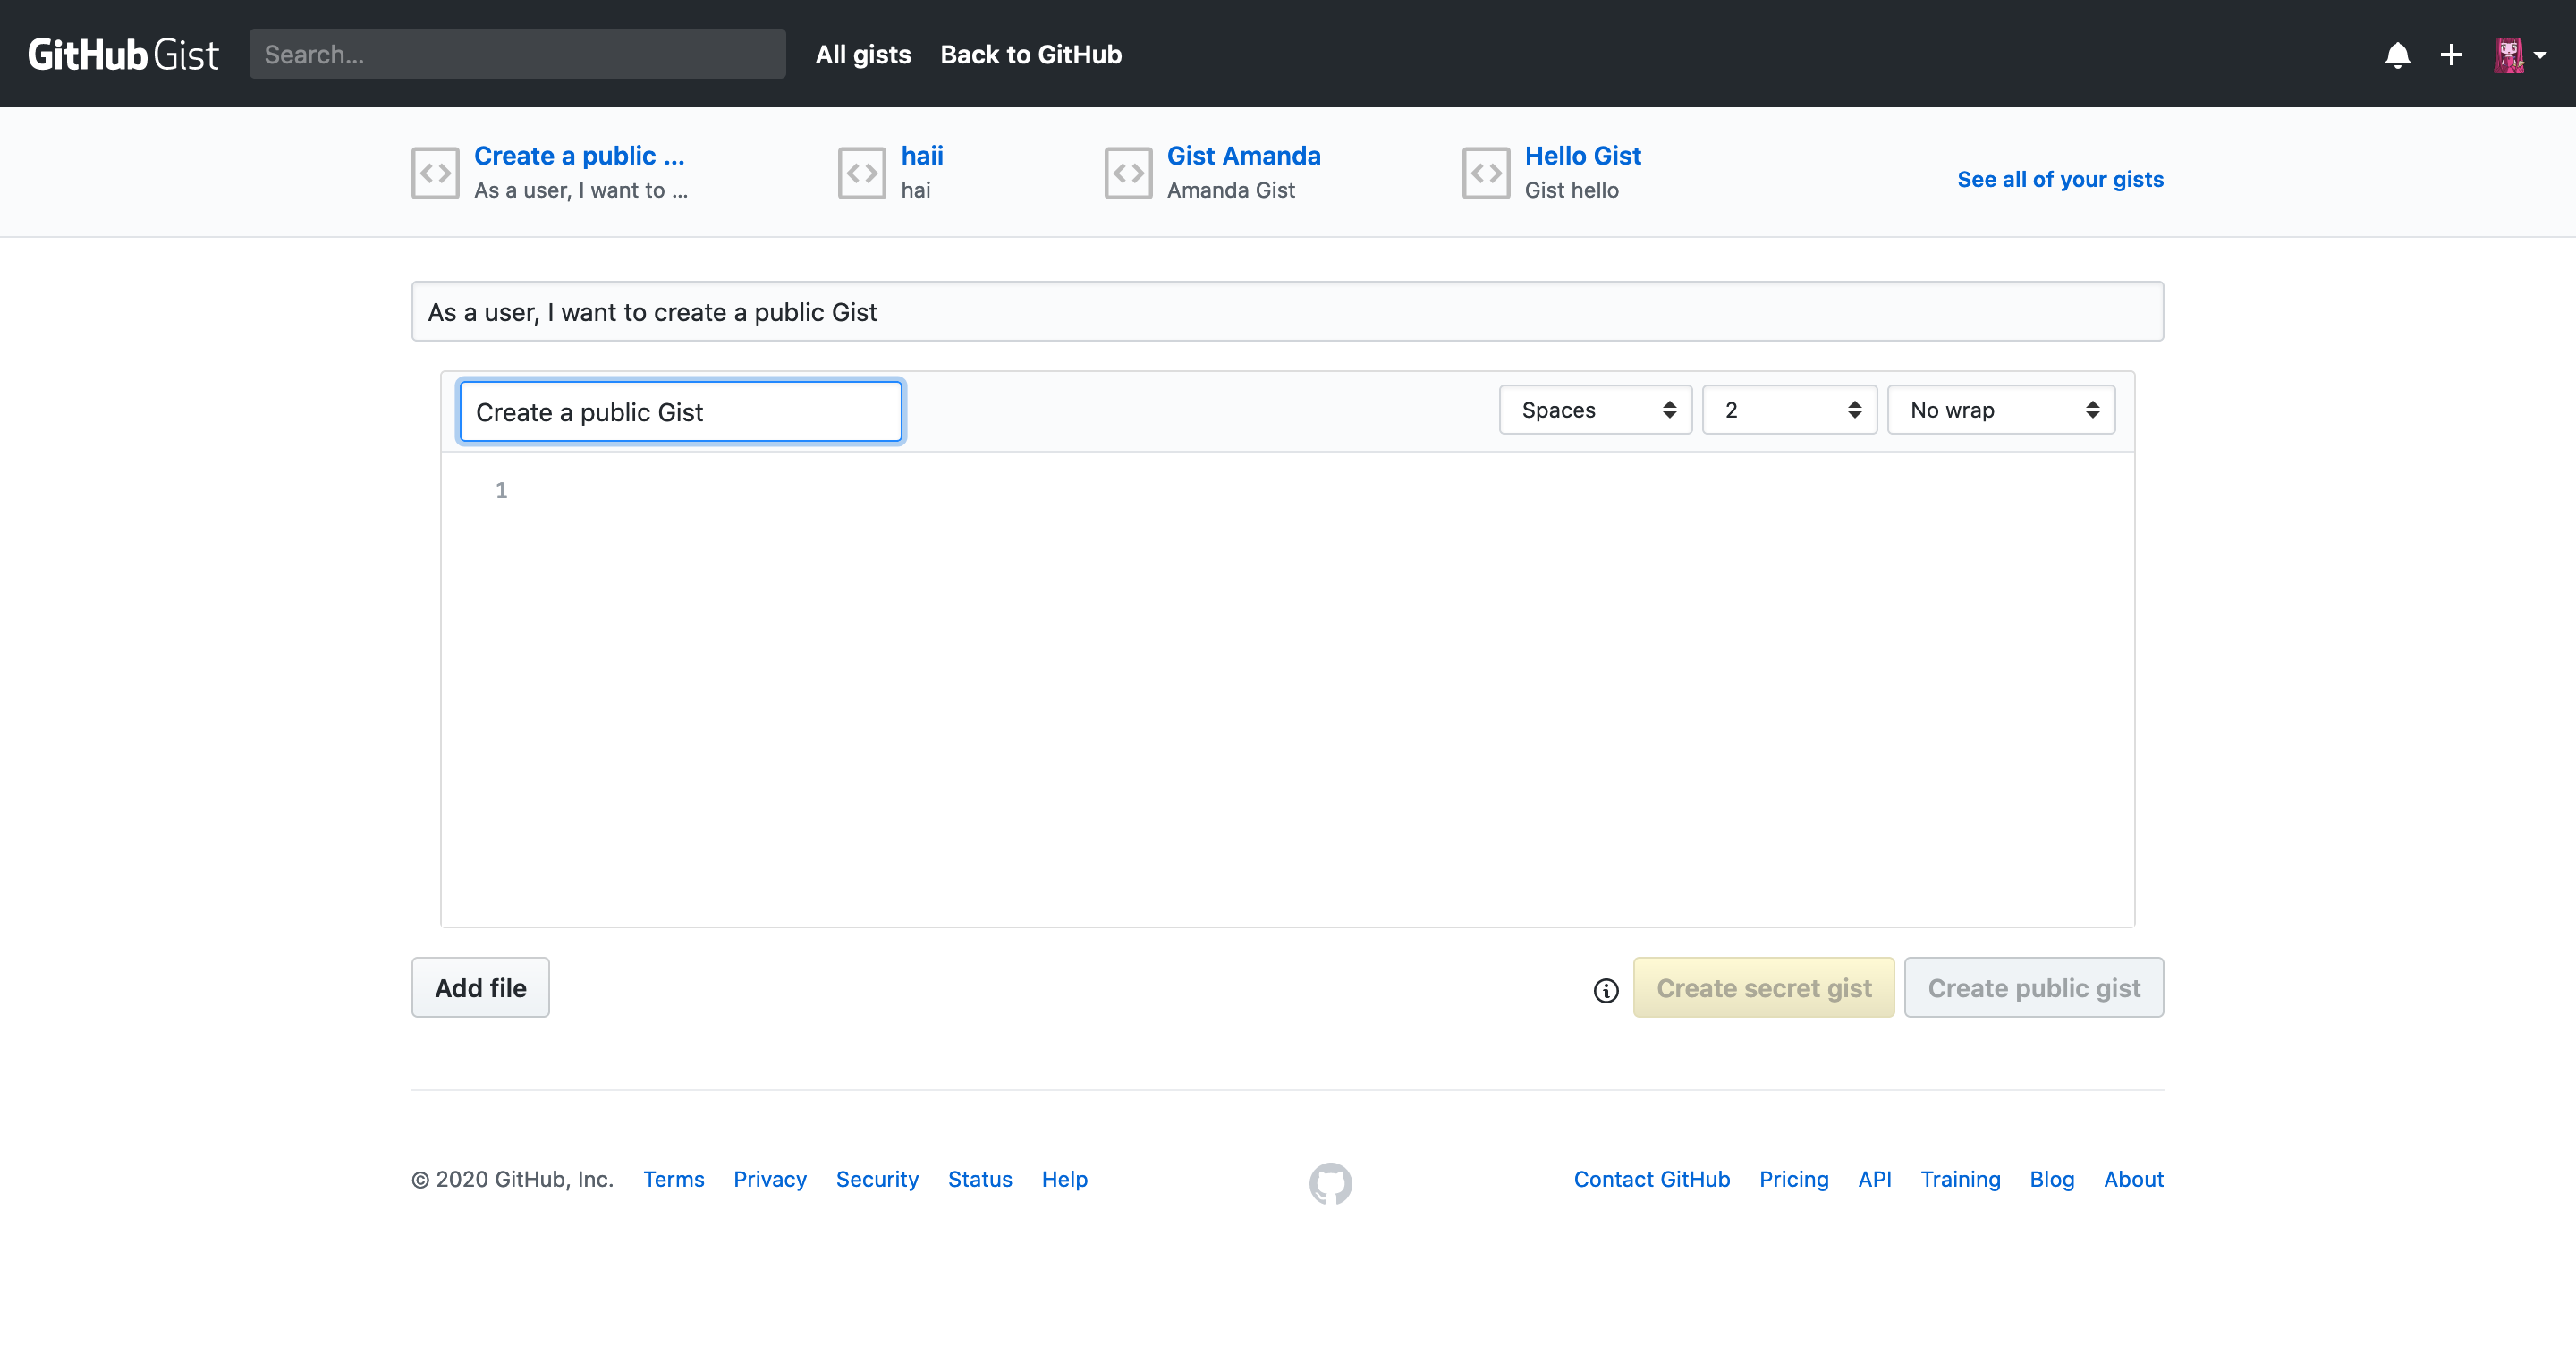 GitHub Gist Search... All gists Back to GitHub
Create a public ... haii Gist Amanda Hello Gist
As a user, I want to ... hai Amanda Gist Gist hello
See all of your gists
As a user, I want to create a public Gist
Create a public Gist Spaces 2 No wrap
1
Add file Create secret gist Create public gist
© 2020 GitHub, Inc. Terms Privacy Security Status Help Contact GitHub Pricing API Training Blog About